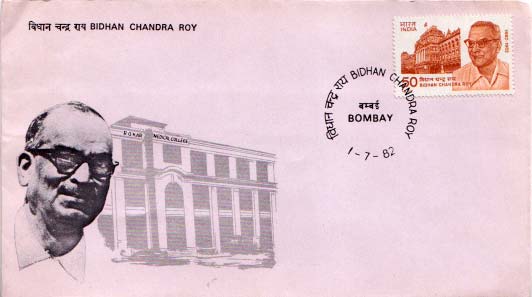 बिधान चन्द्र राय BIDHAN CHANDRA ROY
भारत
INDIA
1882-1962
50 बिधान चन्द्र राय
BIDHAN CHANDRA ROY
बिधान चन्द्र राय BIDHAN CHANDRA ROY
बम्बई
BOMBAY
1-7-82
R G KAR MEDICAL COLLEGE